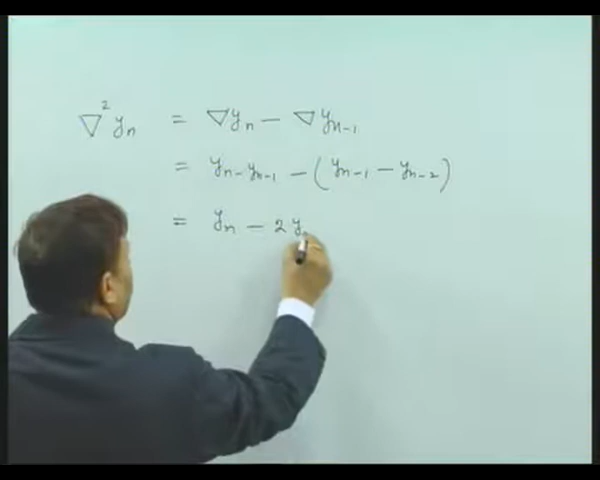 ∇²yₙ = ∇yₙ − ∇yₙ₋₁
= yₙ − yₙ₋₁ − (yₙ₋₁ − yₙ₋₂)
= yₙ − 2y